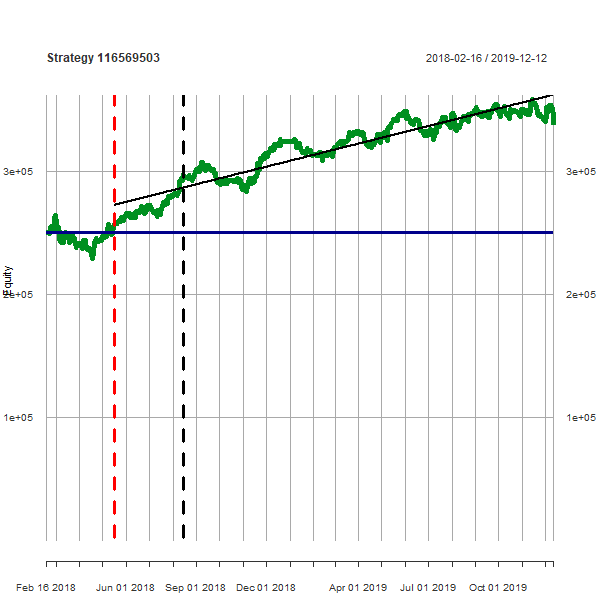 Strategy 116569503
2018-02-16 / 2019-12-12
3e+05
3e+05
Equity
2e+05
2e+05
1e+05
1e+05
Feb 16 2018
Jun 01 2018
Sep 01 2018
Dec 01 2018
Apr 01 2019
Jul 01 2019
Oct 01 2019